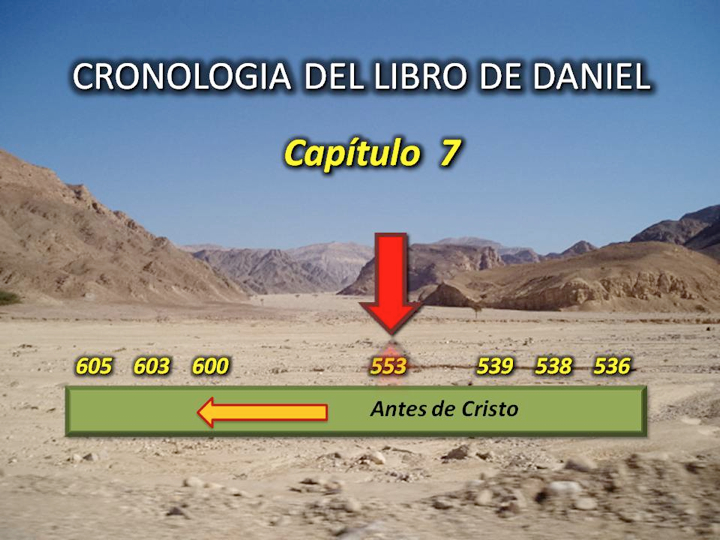 CRONOLOGIA DEL LIBRO DE DANIEL
Capítulo 7
605 603 600 553 539 538 536
Antes de Cristo